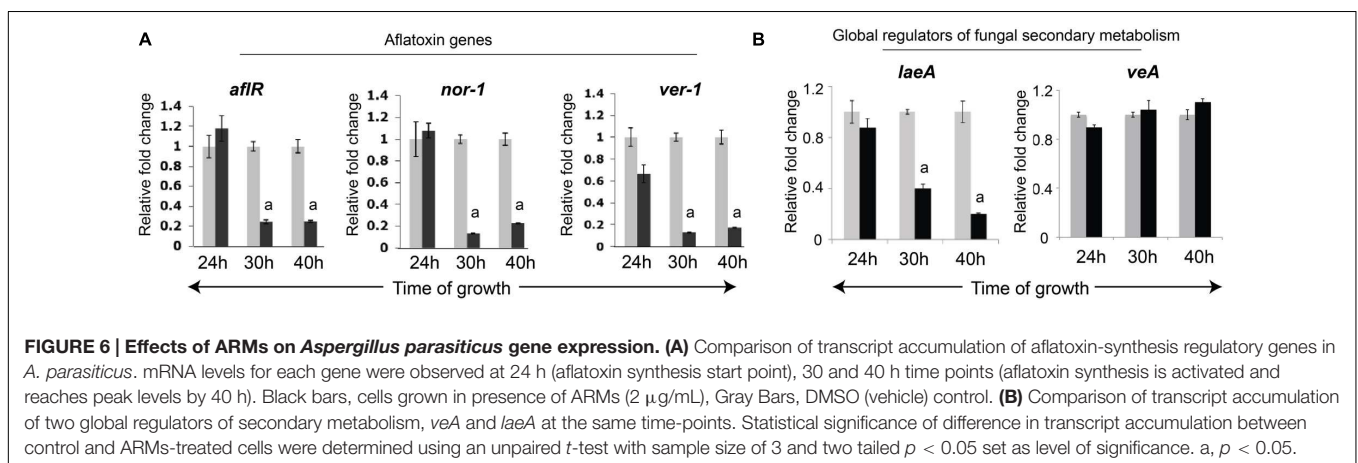 A
Aflatoxin genes
aflR
nor-1
ver-1
Relative fold change
1.4
1.2
1
0.8
0.6
0.4
0.2
0
a
a
24h 30h 40h
Relative fold change
1.4
1.2
1
0.8
0.6
0.4
0.2
0
a
a
24h 30h 40h
Relative fold change
1.4
1.2
1
0.8
0.6
0.4
0.2
0
a
a
24h 30h 40h
Time of growth
B
Global regulators of fungal secondary metabolism
laeA
veA
Relative fold change
1.2
0.8
0.4
0
a
a
24h 30h 40h
Relative fold change
1.2
0.8
0.4
0
24h 30h 40h
Time of growth
FIGURE 6 | Effects of ARMs on Aspergillus parasiticus gene expression. (A) Comparison of transcript accumulation of aflatoxin-synthesis regulatory genes in
A. parasiticus. mRNA levels for each gene were observed at 24 h (aflatoxin synthesis start point), 30 and 40 h time points (aflatoxin synthesis is activated and
reaches peak levels by 40 h). Black bars, cells grown in presence of ARMs (2 μg/mL), Gray Bars, DMSO (vehicle) control. (B) Comparison of transcript accumulation
of two global regulators of secondary metabolism, veA and laeA at the same time-points. Statistical significance of difference in transcript accumulation between
control and ARMs-treated cells were determined using an unpaired t-test with sample size of 3 and two tailed p < 0.05 set as level of significance. a, p < 0.05.